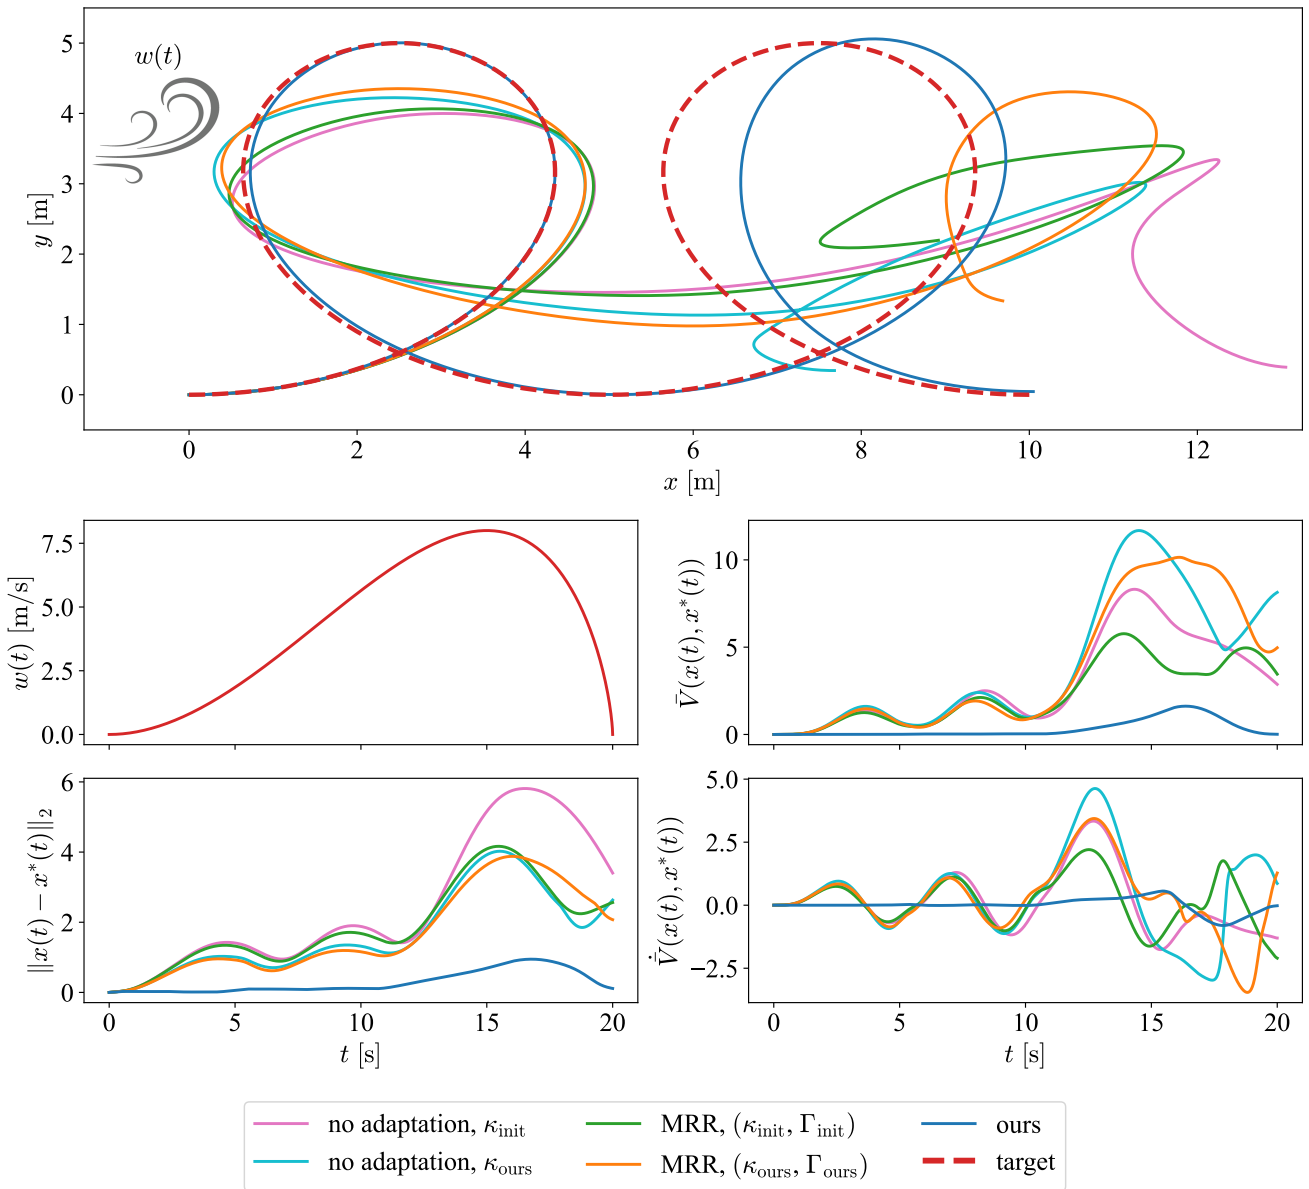 w(t)
y [m]
5
4
3
2
1
0
0 2 4 6 8 10 12
x [m]
w(t) [m/s]
7.5
5.0
2.5
0.0
V̄(x(t), x*(t))
10
5
0
‖x(t) − x*(t)‖₂
6
4
2
0
0 5 10 15 20
t [s]
V̄̇(x(t), x*(t))
5.0
2.5
0.0
−2.5
0 5 10 15 20
t [s]
no adaptation, κ_init
MRR, (κ_init, Γ_init)
ours
no adaptation, κ_ours
MRR, (κ_ours, Γ_ours)
target